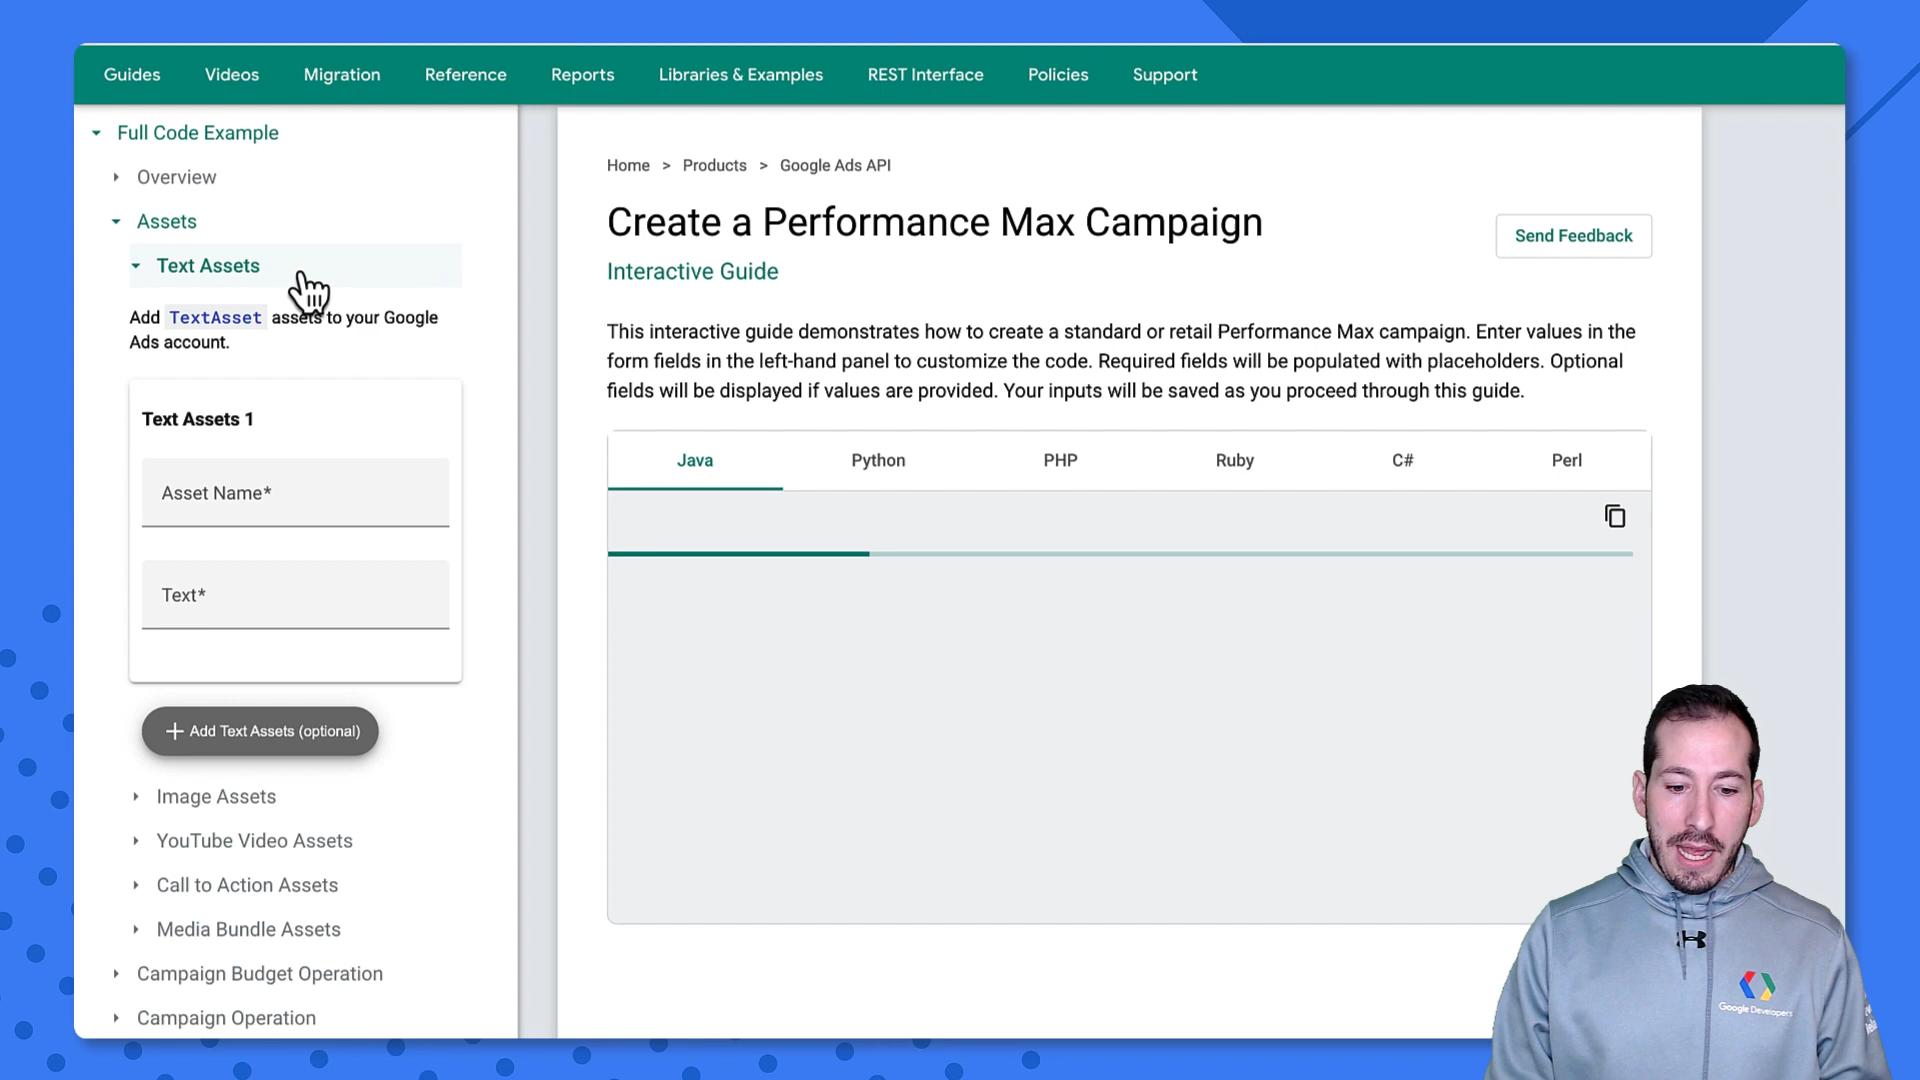 Guides Videos Migration Reference Reports Libraries & Examples REST Interface Policies Support
Full Code Example
Overview
Assets
Text Assets
Add TextAsset assets to your Google
Ads account.
Text Assets 1
Asset Name*
Text*
+ Add Text Assets (optional)
Image Assets
YouTube Video Assets
Call to Action Assets
Media Bundle Assets
Campaign Budget Operation
Campaign Operation
Home > Products > Google Ads API
Create a Performance Max Campaign
Send Feedback
Interactive Guide
This interactive guide demonstrates how to create a standard or retail Performance Max campaign. Enter values in the
form fields in the left-hand panel to customize the code. Required fields will be populated with placeholders. Optional
fields will be displayed if values are provided. Your inputs will be saved as you proceed through this guide.
Java Python PHP Ruby C# Perl
Google Developers